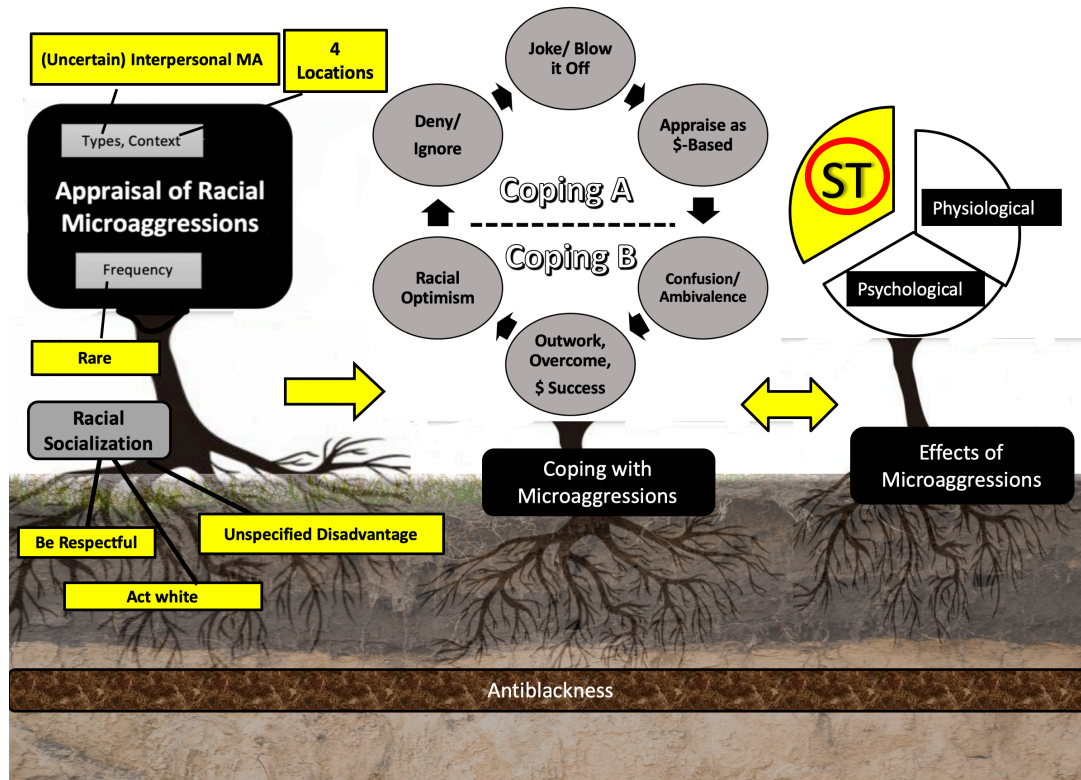 (Uncertain) Interpersonal MA
4
Locations
Types, Context
Appraisal of Racial
Microaggressions
Frequency
Rare
Racial
Socialization
Be Respectful
Unspecified Disadvantage
Act white
Joke/ Blow
it Off
Deny/
Ignore
Appraise as
$-Based
Coping A
Coping B
Racial
Optimism
Confusion/
Ambivalence
Outwork,
Overcome,
$ Success
Coping with
Microaggressions
ST
Physiological
Psychological
Effects of
Microaggressions
Antiblackness